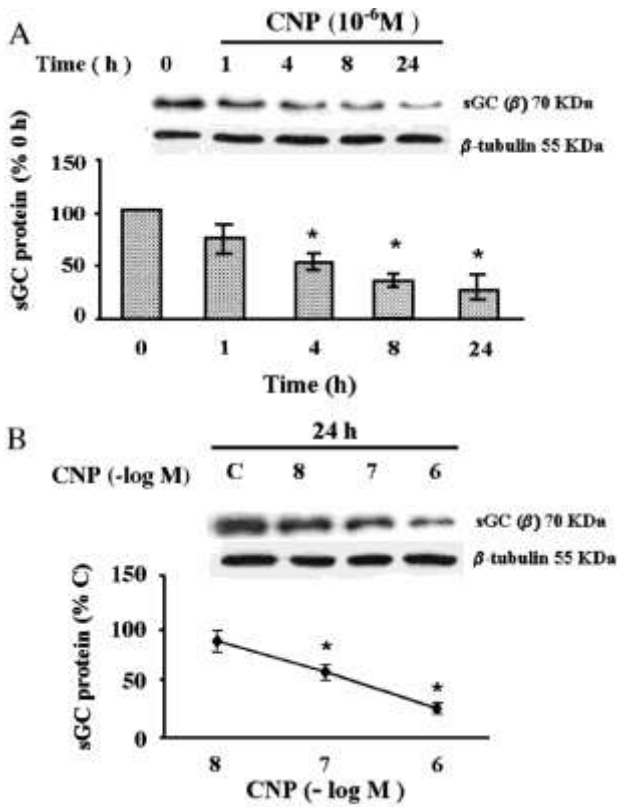 A
CNP (10⁻⁶M )
Time ( h ) 0 1 4 8 24
sGC (β) 70 KDa
β-tubulin 55 KDa
sGC protein (% 0 h)
150
100
50
0
* * *
0 1 4 8 24
Time (h)
B
24 h
CNP (-log M) C 8 7 6
sGC (β) 70 KDa
β-tubulin 55 KDa
sGC protein (% C)
150
100
50
0
* *
8 7 6
CNP (- log M )